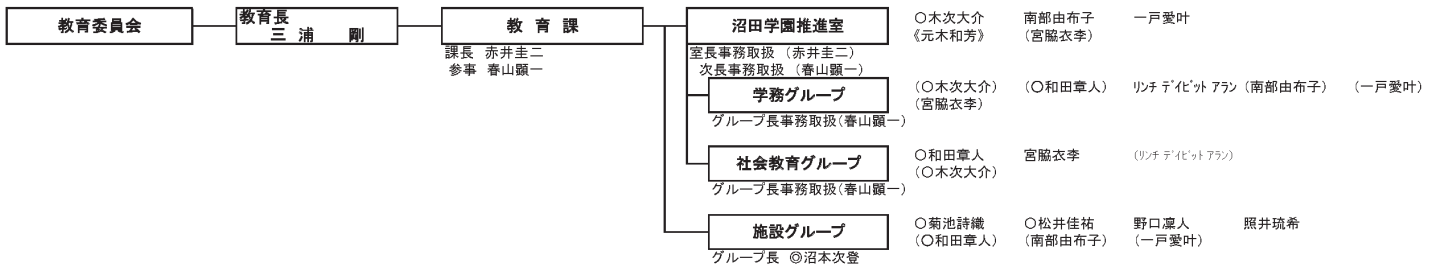 教育委員会
教育長
三浦　剛
教育課
課長 赤井圭二
参事 春山顕一
沼田学園推進室
室長事務取扱（赤井圭二）
次長事務取扱（春山顕一）
〇木次大介 南部由布子 一戸愛叶
《元木和芳》 （宮脇衣李）
学務グループ
グループ長事務取扱（春山顕一）
（〇木次大介） （〇和田章人） リンチ デイビット アラン （南部由布子） （一戸愛叶）
（宮脇衣李）
社会教育グループ
グループ長事務取扱（春山顕一）
〇和田章人 宮脇衣李 （リンチ デイビット アラン）
（〇木次大介）
施設グループ
グループ長 ◎沼本次登
〇菊池詩織 〇松井佳祐 野口凜人 照井琉希
（〇和田章人） （南部由布子） （一戸愛叶）